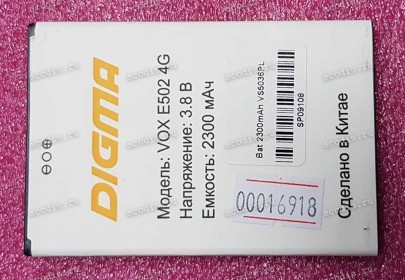 DIGMA
Модель: VOX E502 4G
Напряжение: 3.8 В
Емкость: 2300 мАч
Сделано в Китае
Bat 2300mAh VS5036PL
SP09108
00016918